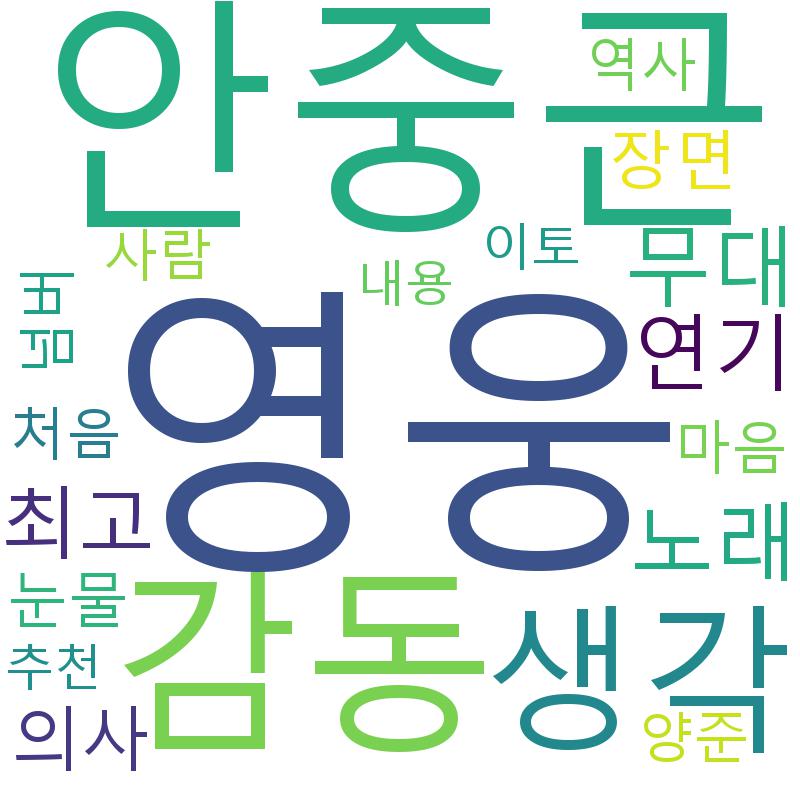 안중근
역사
장면
사람
이토
무대
내용
배우
영웅
연기
처음
마음
최고
노래
눈물
감동
생각
추천
의사
양준